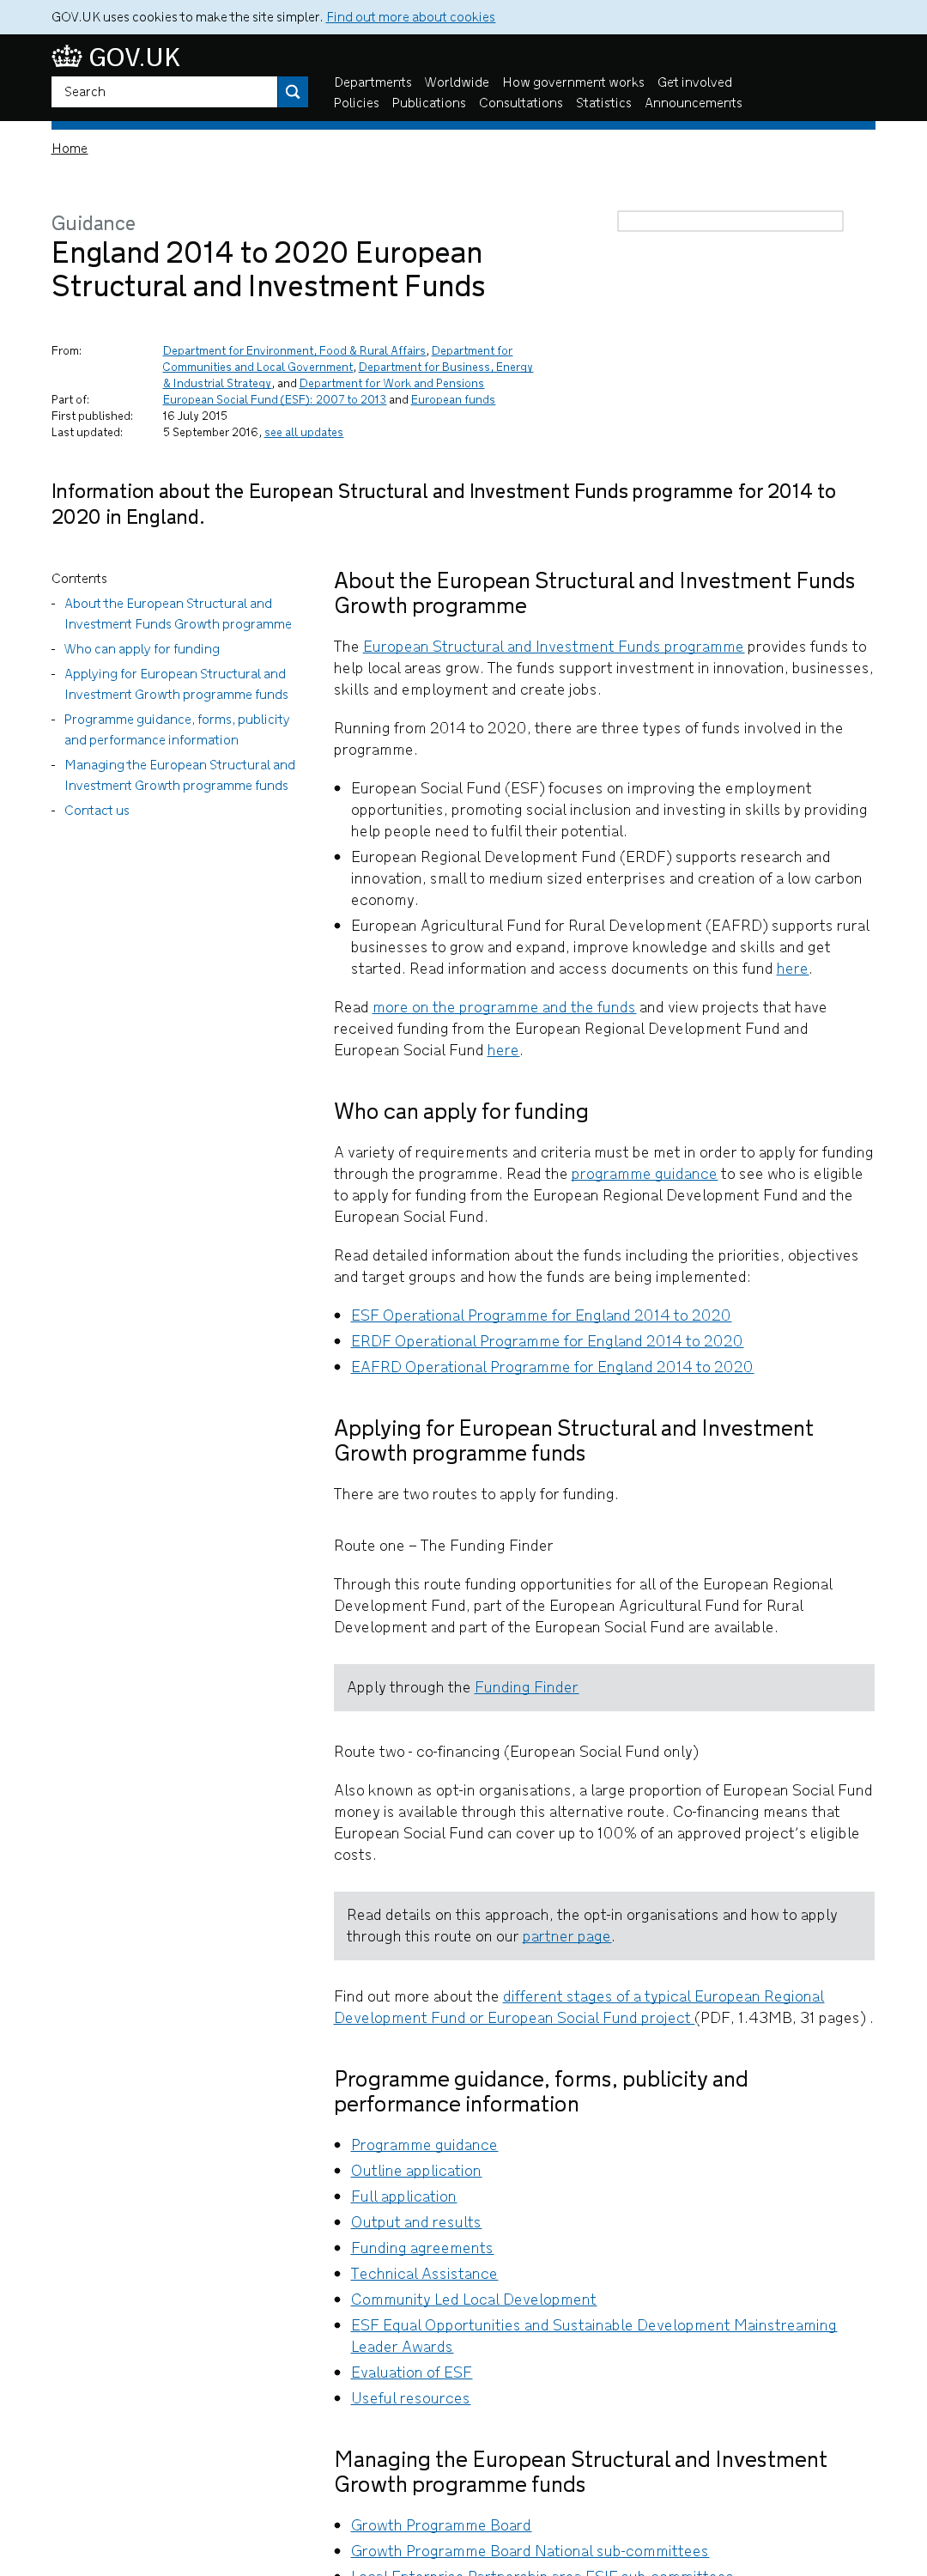 GOV.UK uses cookies to make the site simpler. Find out more about cookies
GOV.UK
Search
Departments Worldwide How government works Get involved
Policies Publications Consultations Statistics Announcements
Home
Guidance
England 2014 to 2020 European
Structural and Investment Funds
From: Department for Environment, Food & Rural Affairs, Department for
Communities and Local Government, Department for Business, Energy
& Industrial Strategy, and Department for Work and Pensions
Part of: European Social Fund (ESF): 2007 to 2013 and European funds
First published: 16 July 2015
Last updated: 5 September 2016, see all updates
Information about the European Structural and Investment Funds programme for 2014 to
2020 in England.
Contents
- About the European Structural and
Investment Funds Growth programme
- Who can apply for funding
- Applying for European Structural and
Investment Growth programme funds
- Programme guidance, forms, publicity
and performance information
- Managing the European Structural and
Investment Growth programme funds
- Contact us
About the European Structural and Investment Funds
Growth programme
The European Structural and Investment Funds programme provides funds to
help local areas grow. The funds support investment in innovation, businesses,
skills and employment and create jobs.
Running from 2014 to 2020, there are three types of funds involved in the
programme.
• European Social Fund (ESF) focuses on improving the employment
opportunities, promoting social inclusion and investing in skills by providing
help people need to fulfil their potential.
• European Regional Development Fund (ERDF) supports research and
innovation, small to medium sized enterprises and creation of a low carbon
economy.
• European Agricultural Fund for Rural Development (EAFRD) supports rural
businesses to grow and expand, improve knowledge and skills and get
started. Read information and access documents on this fund here.
Read more on the programme and the funds and view projects that have
received funding from the European Regional Development Fund and
European Social Fund here.
Who can apply for funding
A variety of requirements and criteria must be met in order to apply for funding
through the programme. Read the programme guidance to see who is eligible
to apply for funding from the European Regional Development Fund and the
European Social Fund.
Read detailed information about the funds including the priorities, objectives
and target groups and how the funds are being implemented:
• ESF Operational Programme for England 2014 to 2020
• ERDF Operational Programme for England 2014 to 2020
• EAFRD Operational Programme for England 2014 to 2020
Applying for European Structural and Investment
Growth programme funds
There are two routes to apply for funding.
Route one – The Funding Finder
Through this route funding opportunities for all of the European Regional
Development Fund, part of the European Agricultural Fund for Rural
Development and part of the European Social Fund are available.
Apply through the Funding Finder
Route two - co-financing (European Social Fund only)
Also known as opt-in organisations, a large proportion of European Social Fund
money is available through this alternative route. Co-financing means that
European Social Fund can cover up to 100% of an approved project's eligible
costs.
Read details on this approach, the opt-in organisations and how to apply
through this route on our partner page.
Find out more about the different stages of a typical European Regional
Development Fund or European Social Fund project (PDF, 1.43MB, 31 pages) .
Programme guidance, forms, publicity and
performance information
• Programme guidance
• Outline application
• Full application
• Output and results
• Funding agreements
• Technical Assistance
• Community Led Local Development
• ESF Equal Opportunities and Sustainable Development Mainstreaming
Leader Awards
• Evaluation of ESF
• Useful resources
Managing the European Structural and Investment
Growth programme funds
• Growth Programme Board
• Growth Programme Board National sub-committees
• Local Enterprise Partnership area ESIF sub-committees